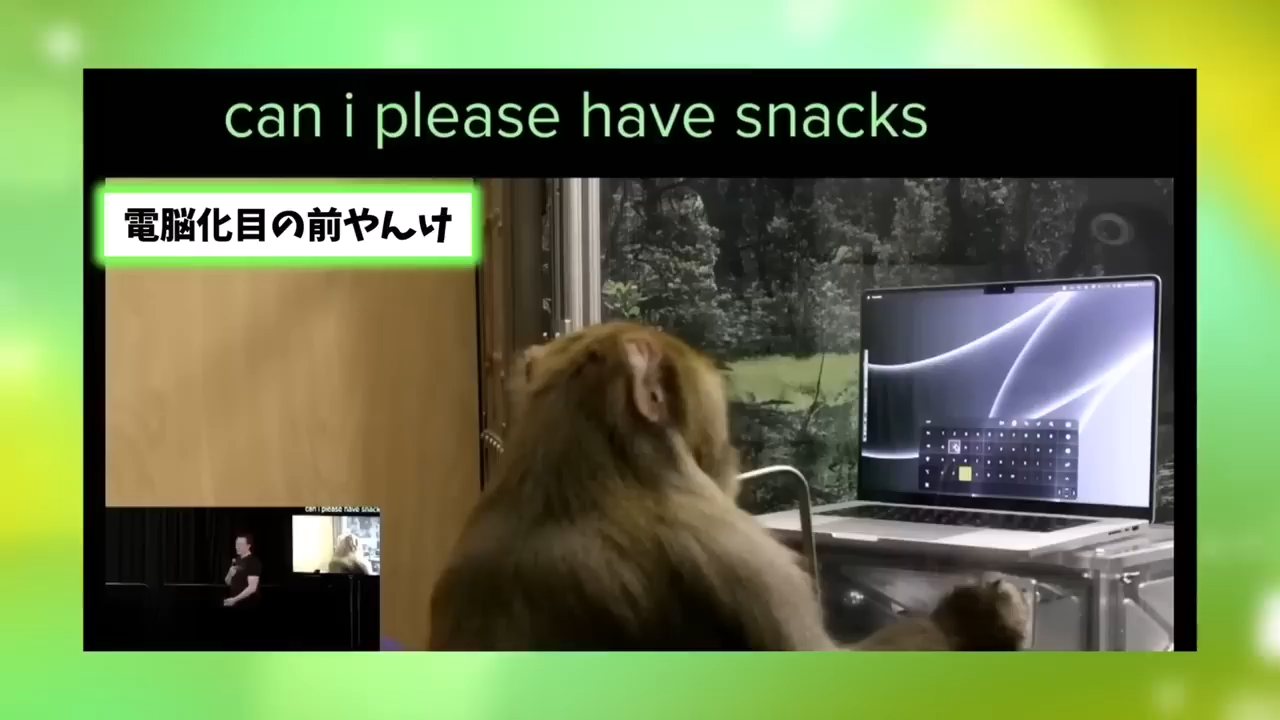 can i please have snacks
電脳化目の前やんけ
can i please have snack